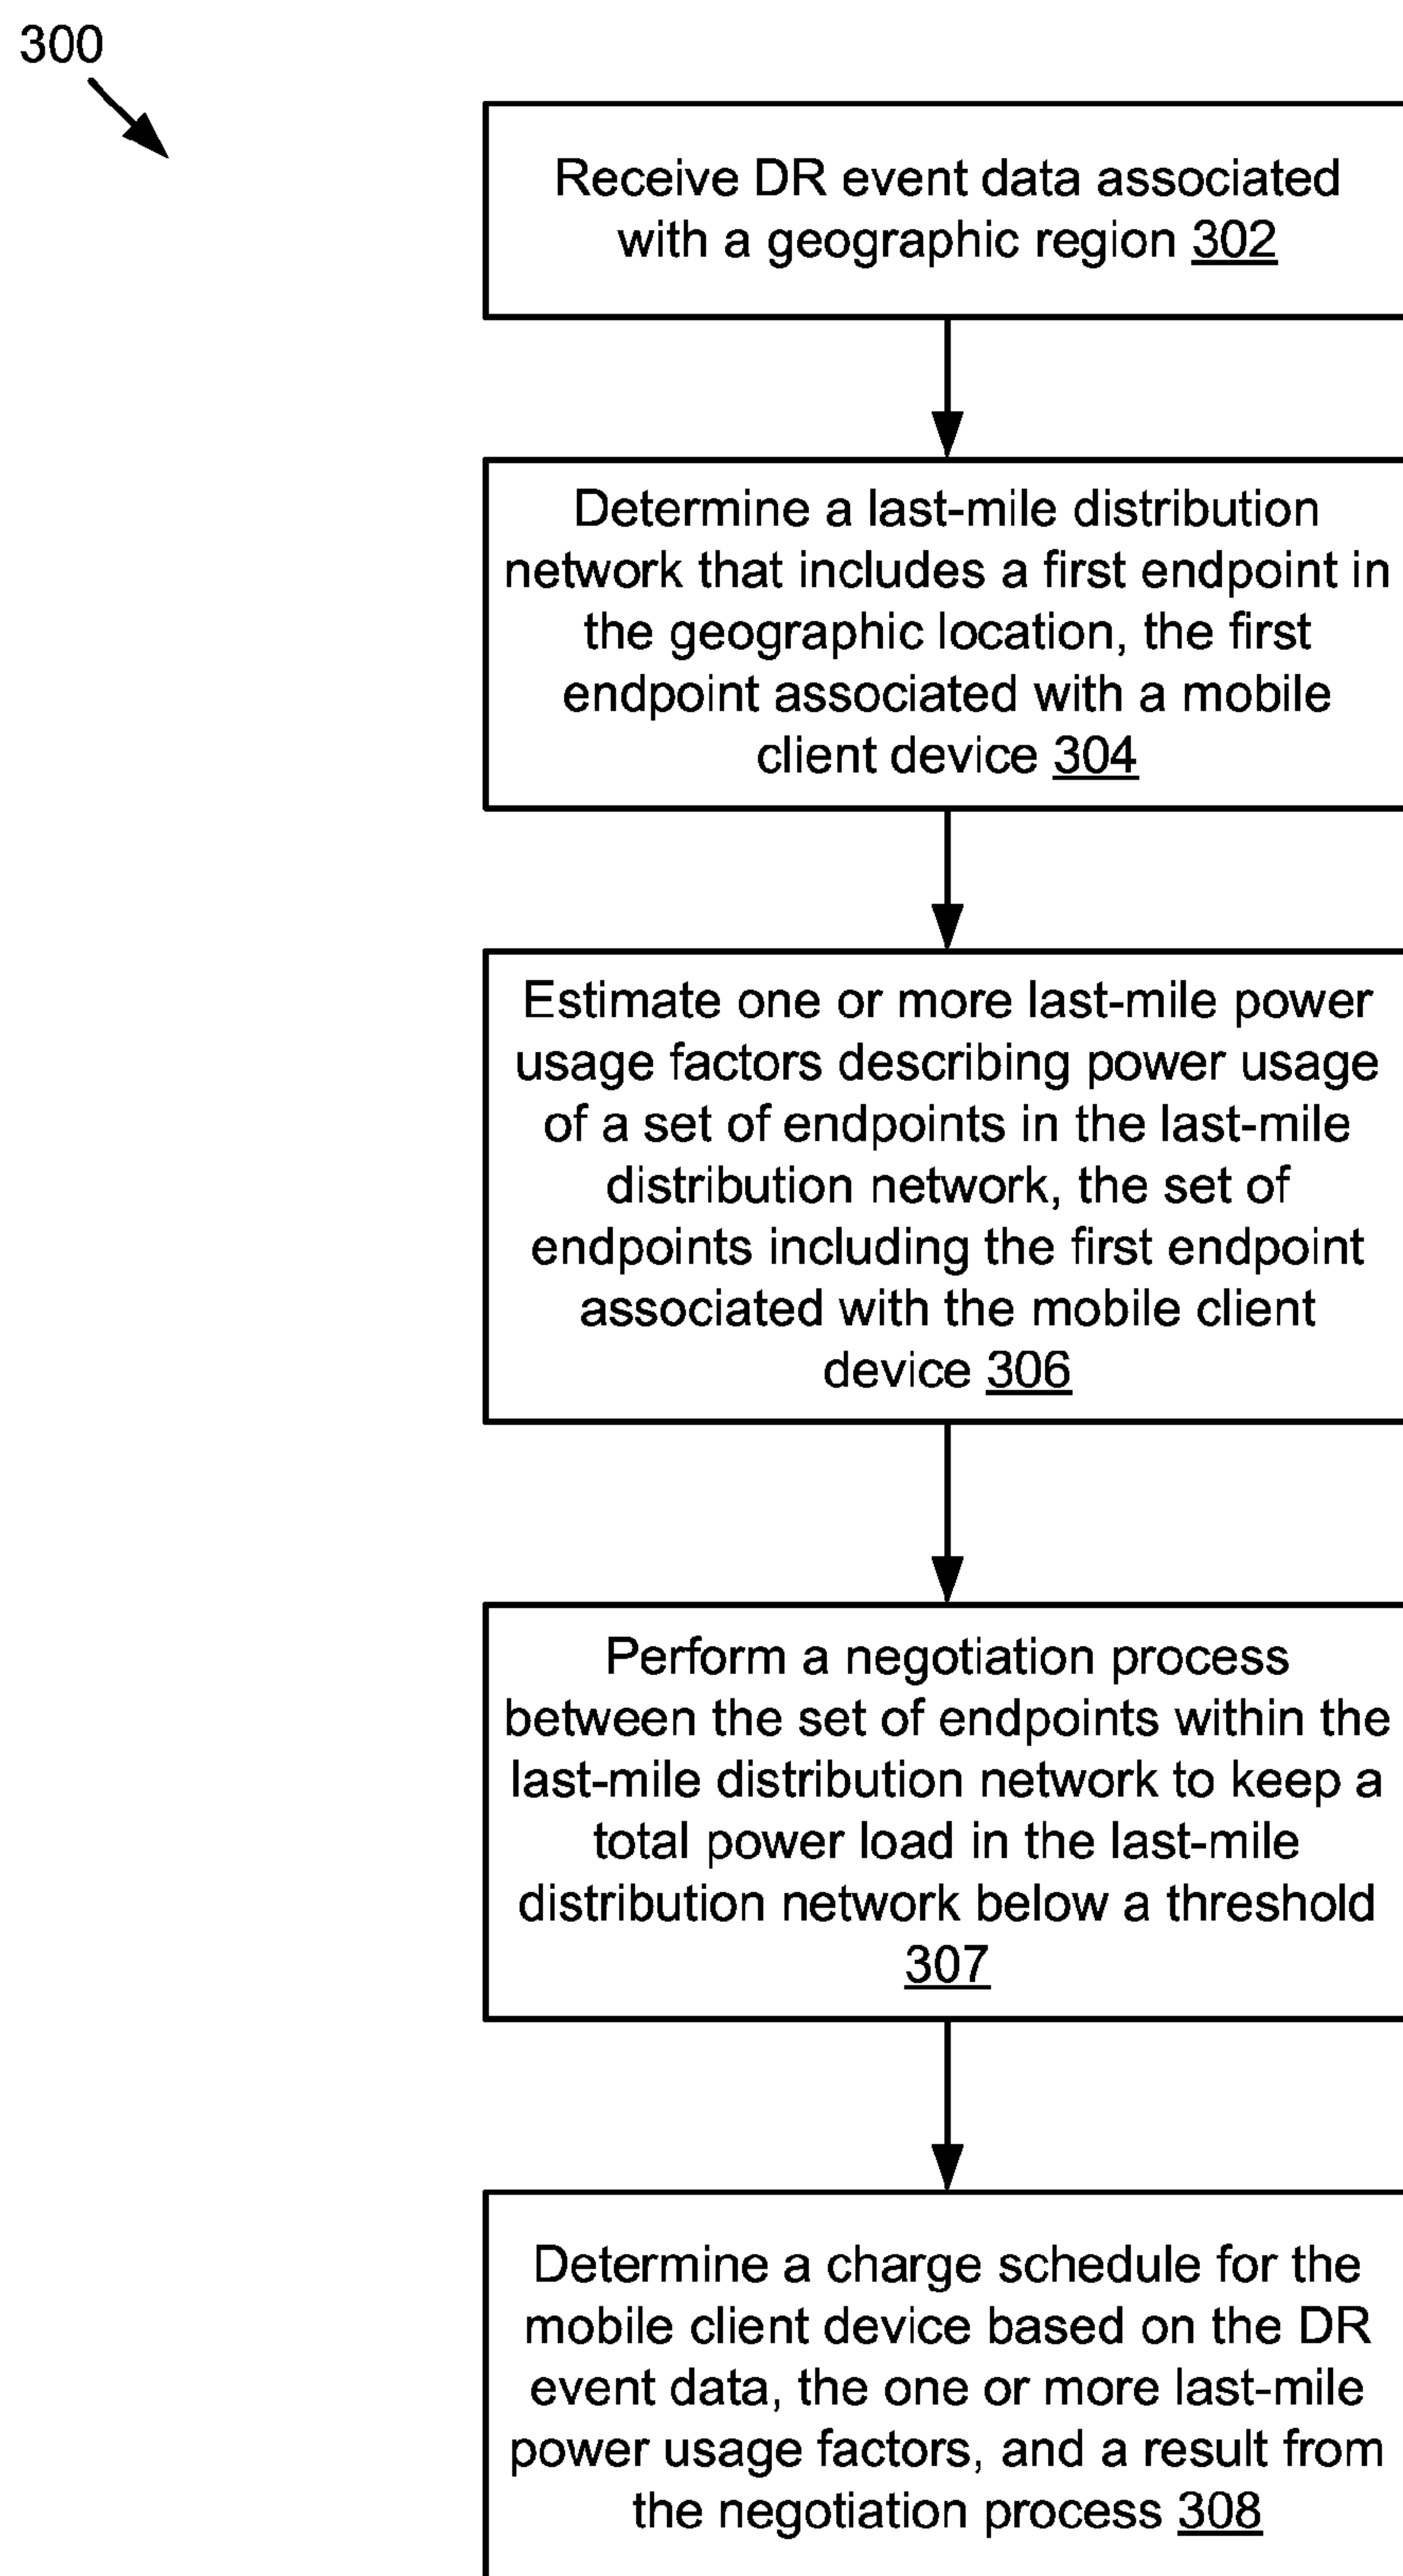 300
Receive DR event data associated
with a geographic region 302
Determine a last-mile distribution
network that includes a first endpoint in
the geographic location, the first
endpoint associated with a mobile
client device 304
Estimate one or more last-mile power
usage factors describing power usage
of a set of endpoints in the last-mile
distribution network, the set of
endpoints including the first endpoint
associated with the mobile client
device 306
Perform a negotiation process
between the set of endpoints within the
last-mile distribution network to keep a
total power load in the last-mile
distribution network below a threshold
307
Determine a charge schedule for the
mobile client device based on the DR
event data, the one or more last-mile
power usage factors, and a result from
the negotiation process 308